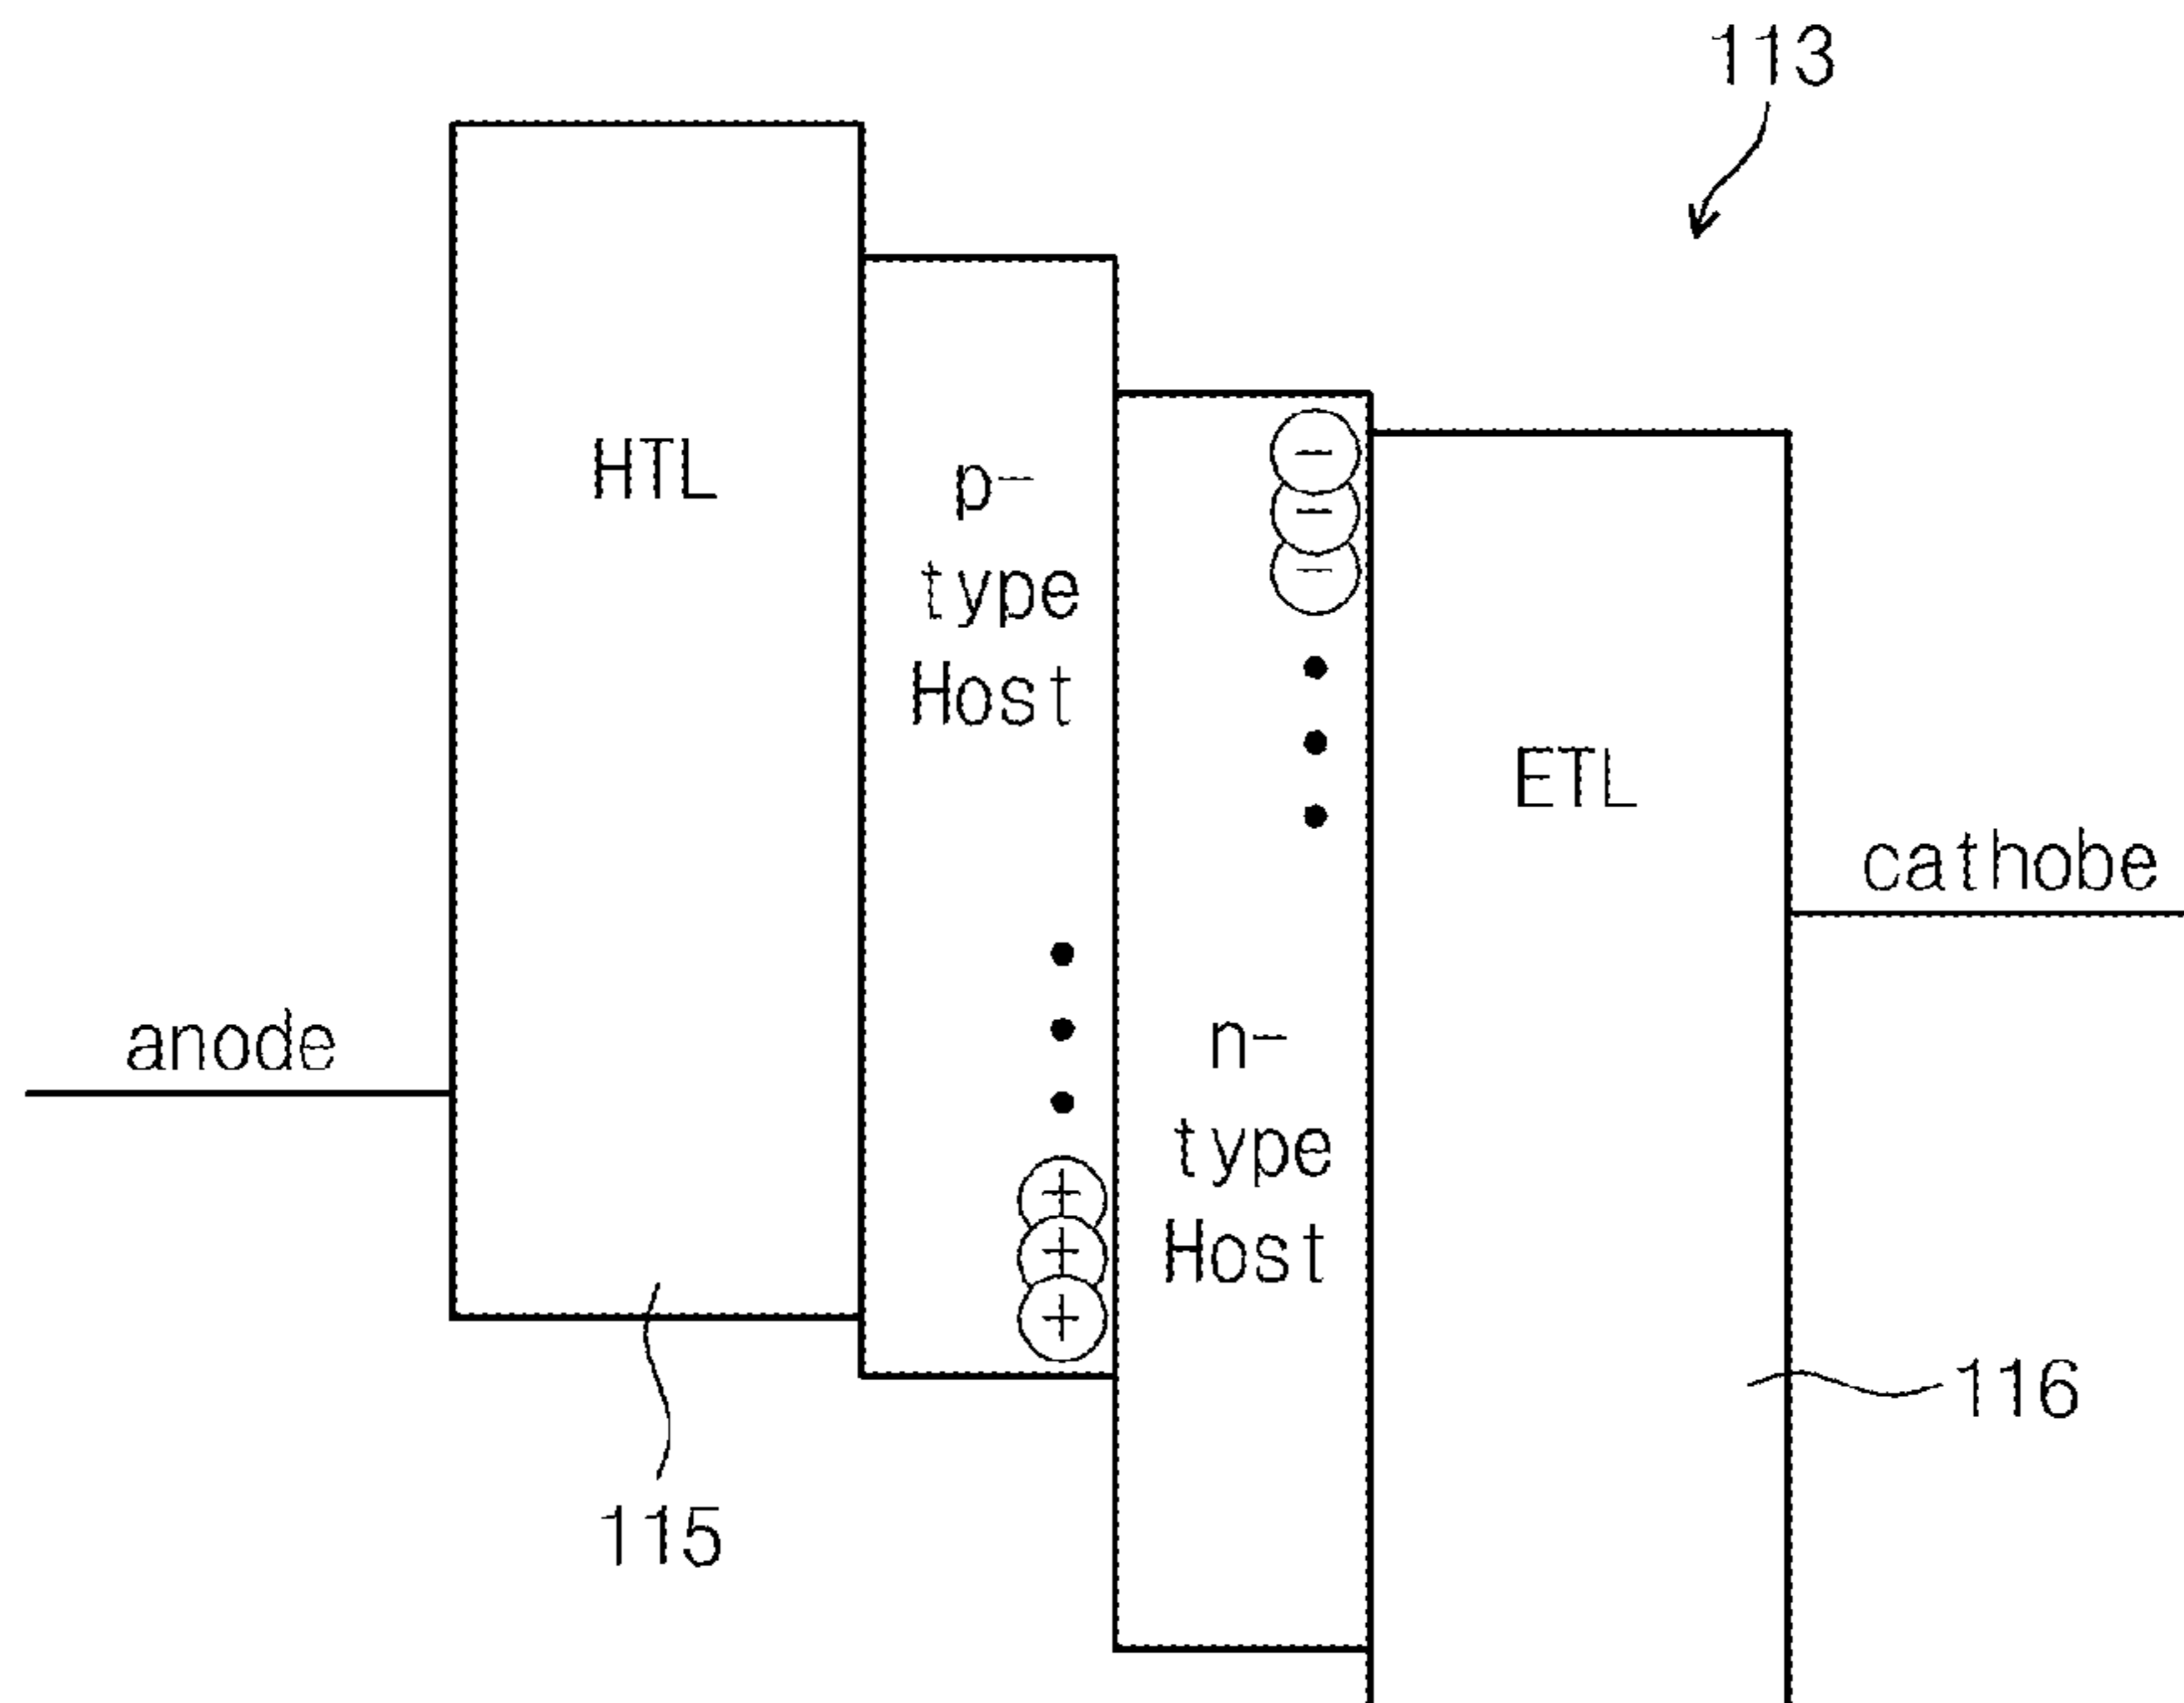 113
HTL
p-
type
Host
−
−
−
ETL
cathobe
anode
n-
type
Host
+
+
+
116
115